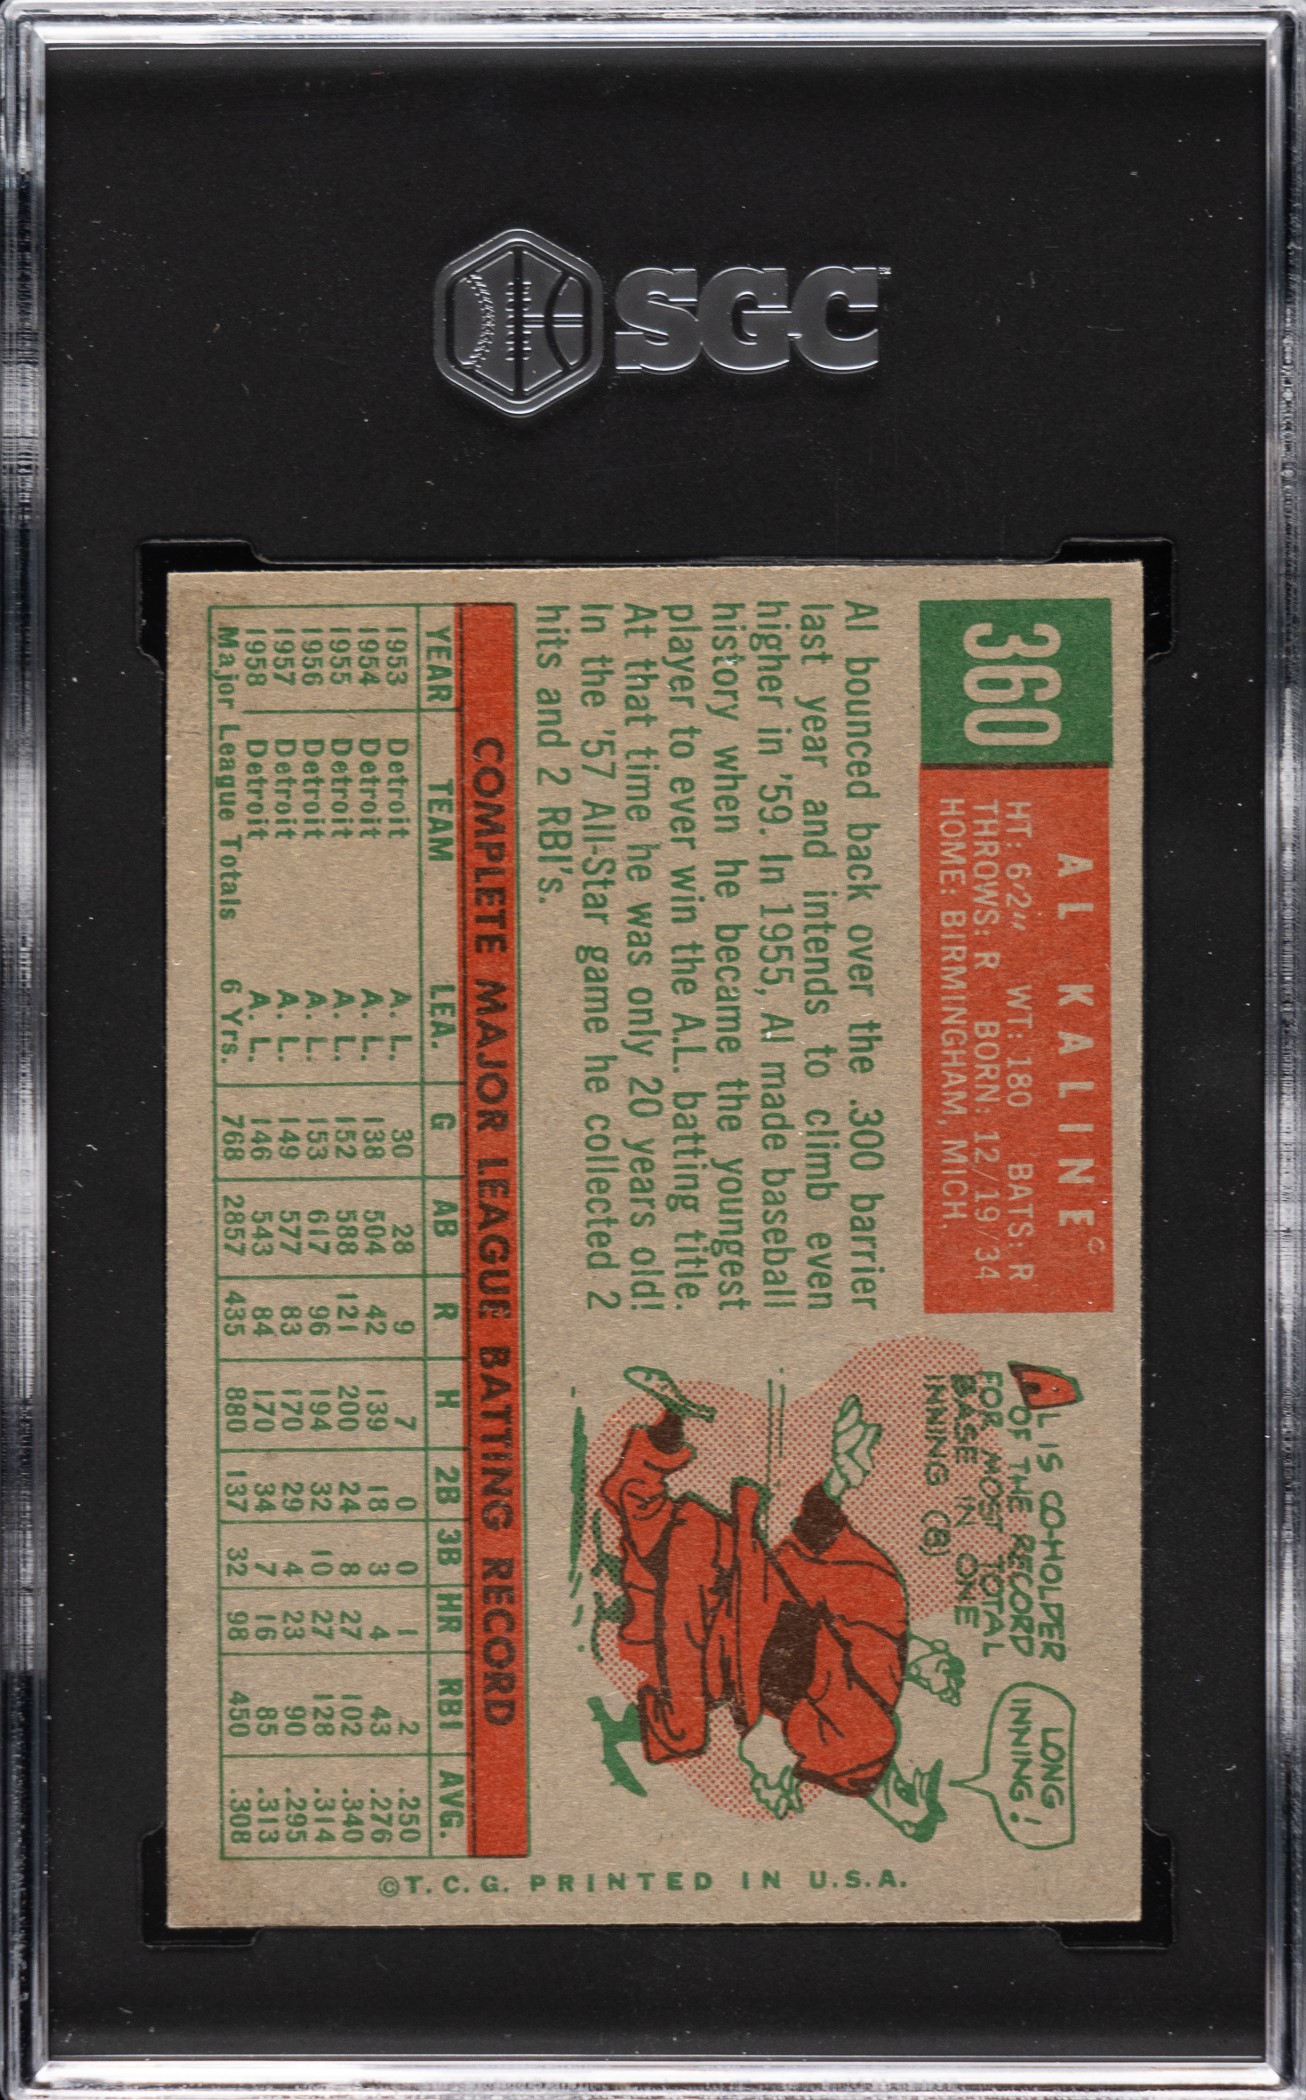 SGC
360
AL KALINE ©
HT: 6'2" WT: 180 BATS: R
THROWS: R BORN: 12/19/34
HOME: BIRMINGHAM, MICH.
Al bounced back over the .300 barrier
last year and intends to climb even
higher in '59. In 1955, Al made baseball
history when he became the youngest
player to ever win the A.L. batting title.
At that time he was only 20 years old!
In the '57 All-Star game he collected 2
hits and 2 RBI's.
AL IS CO-HOLDER
OF THE RECORD
FOR MOST TOTAL
BASE IN ONE
INNING (8)
LONG
INNING!
COMPLETE MAJOR LEAGUE BATTING RECORD
YEAR TEAM LEA. G AB R H 2B 3B HR RBI AVG.
1953 Detroit A. L. 30 28 9 7 0 0 1 2 .250
1954 Detroit A. L. 138 504 42 139 18 3 4 43 .276
1955 Detroit A. L. 152 588 121 200 24 8 27 102 .340
1956 Detroit A. L. 153 617 96 194 32 10 27 128 .314
1957 Detroit A. L. 149 577 83 170 29 4 23 90 .295
1958 Detroit A. L. 146 543 84 170 34 7 16 85 .313
Major League Totals 6 Yrs. 768 2857 435 880 137 32 98 450 .308
©T. C. G. PRINTED IN U.S.A.